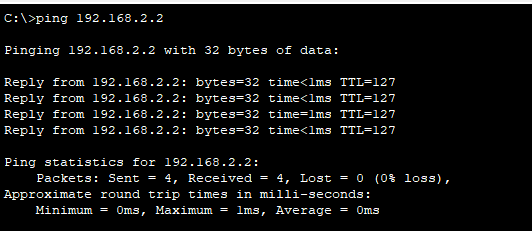 C:\>ping 192.168.2.2
Pinging 192.168.2.2 with 32 bytes of data:
Reply from 192.168.2.2: bytes=32 time<1ms TTL=127
Reply from 192.168.2.2: bytes=32 time<1ms TTL=127
Reply from 192.168.2.2: bytes=32 time=1ms TTL=127
Reply from 192.168.2.2: bytes=32 time<1ms TTL=127
Ping statistics for 192.168.2.2:
Packets: Sent = 4, Received = 4, Lost = 0 (0% loss),
Approximate round trip times in milli-seconds:
Minimum = 0ms, Maximum = 1ms, Average = 0ms